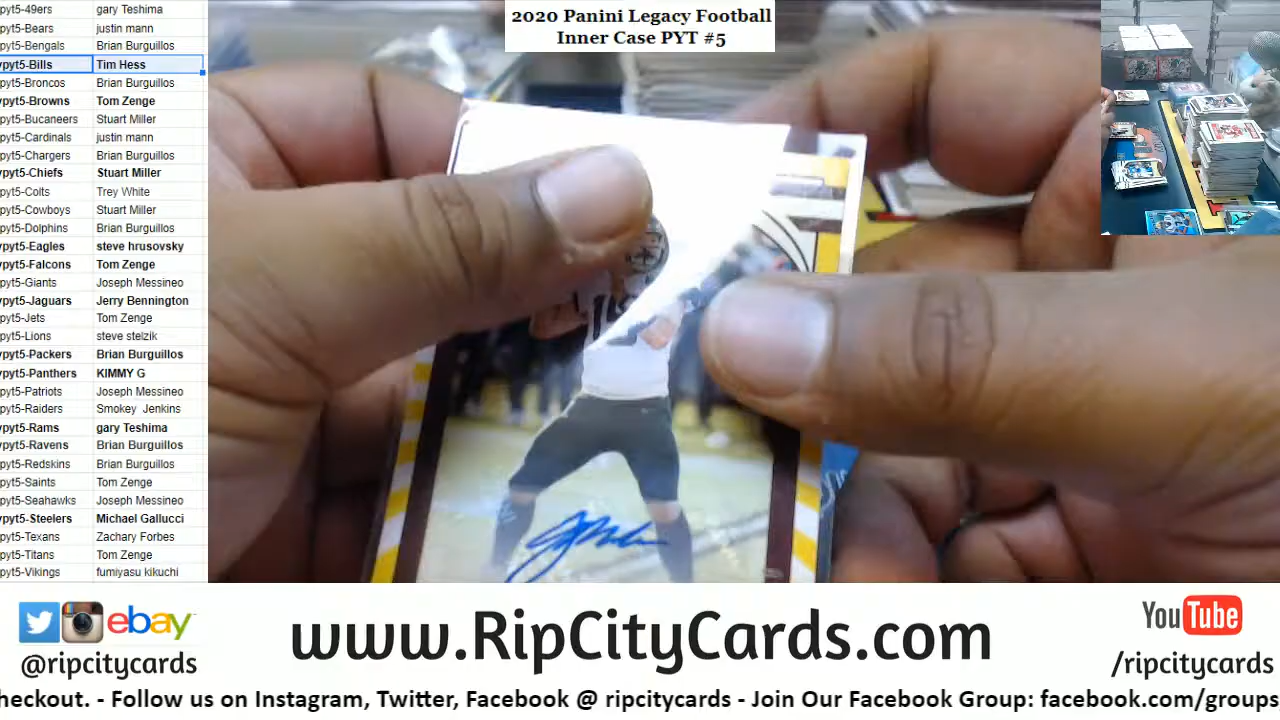 2020 Panini Legacy Football
Inner Case PYT #5
pyt5-49ers gary Teshima
pyt5-Bears justin mann
pyt5-Bengals Brian Burguillos
pyt5-Bills Tim Hess
pyt5-Broncos Brian Burguillos
pyt5-Browns Tom Zenge
pyt5-Bucaneers Stuart Miller
pyt5-Cardinals justin mann
pyt5-Chargers Brian Burguillos
pyt5-Chiefs Stuart Miller
pyt5-Colts Trey White
pyt5-Cowboys Stuart Miller
pyt5-Dolphins Brian Burguillos
pyt5-Eagles steve hrusovsky
pyt5-Falcons Tom Zenge
pyt5-Giants Joseph Messineo
pyt5-Jaguars Jerry Bennington
pyt5-Jets Tom Zenge
pyt5-Lions steve stelzik
pyt5-Packers Brian Burguillos
pyt5-Panthers KIMMY G
pyt5-Patriots Joseph Messineo
pyt5-Raiders Smokey Jenkins
pyt5-Rams gary Teshima
pyt5-Ravens Brian Burguillos
pyt5-Redskins Brian Burguillos
pyt5-Saints Tom Zenge
pyt5-Seahawks Joseph Messineo
pyt5-Steelers Michael Gallucci
pyt5-Texans Zachary Forbes
pyt5-Titans Tom Zenge
pyt5-Vikings fumiyasu kikuchi
ebay
@ripcitycards
www.RipCityCards.com
YouTube
/ripcitycards
heckout. - Follow us on Instagram, Twitter, Facebook @ ripcitycards - Join Our Facebook Group: facebook.com/groups